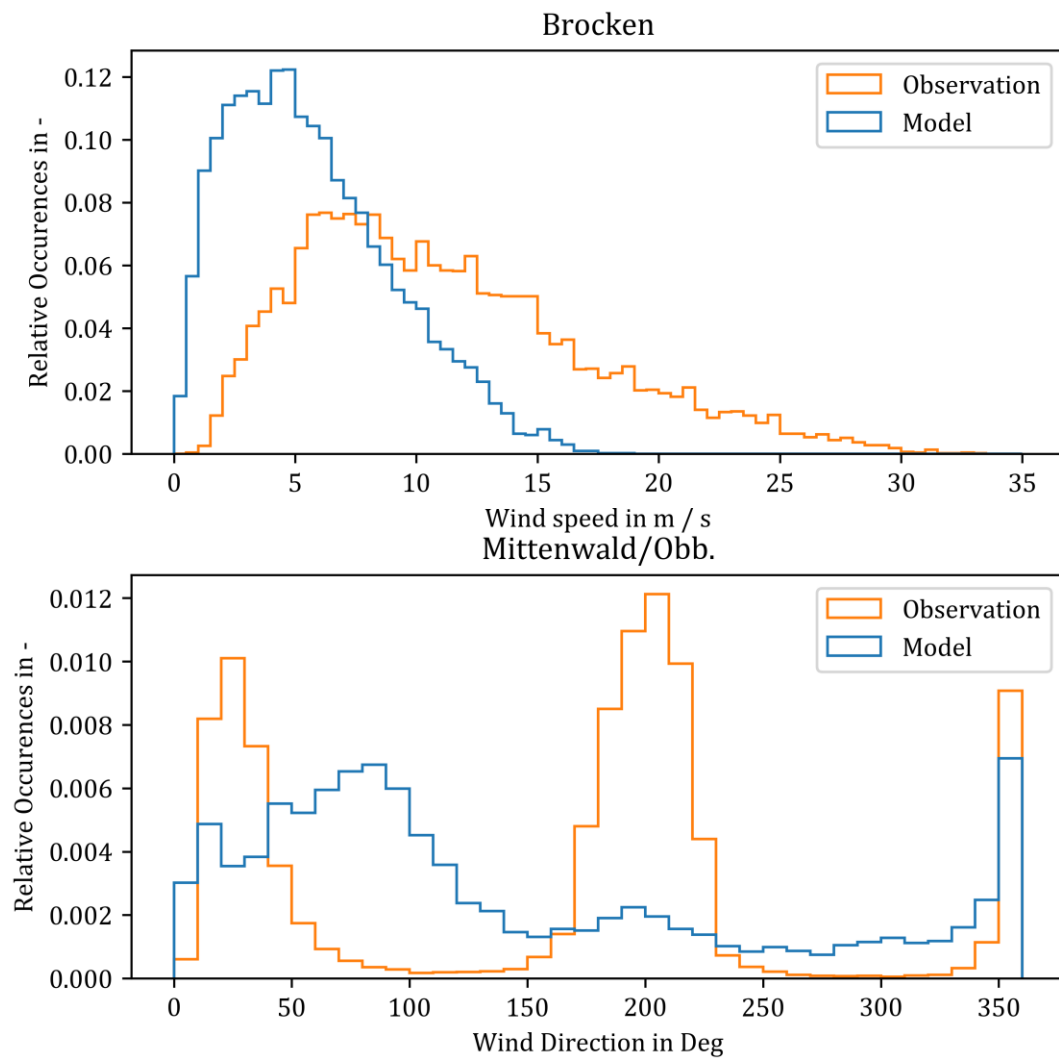 Brocken
Relative Occurences in -
0.12
0.10
0.08
0.06
0.04
0.02
0.00
Observation
Model
0 5 10 15 20 25 30 35
Wind speed in m / s
Mittenwald/Obb.
Relative Occurences in -
0.012
0.010
0.008
0.006
0.004
0.002
0.000
Observation
Model
0 50 100 150 200 250 300 350
Wind Direction in Deg